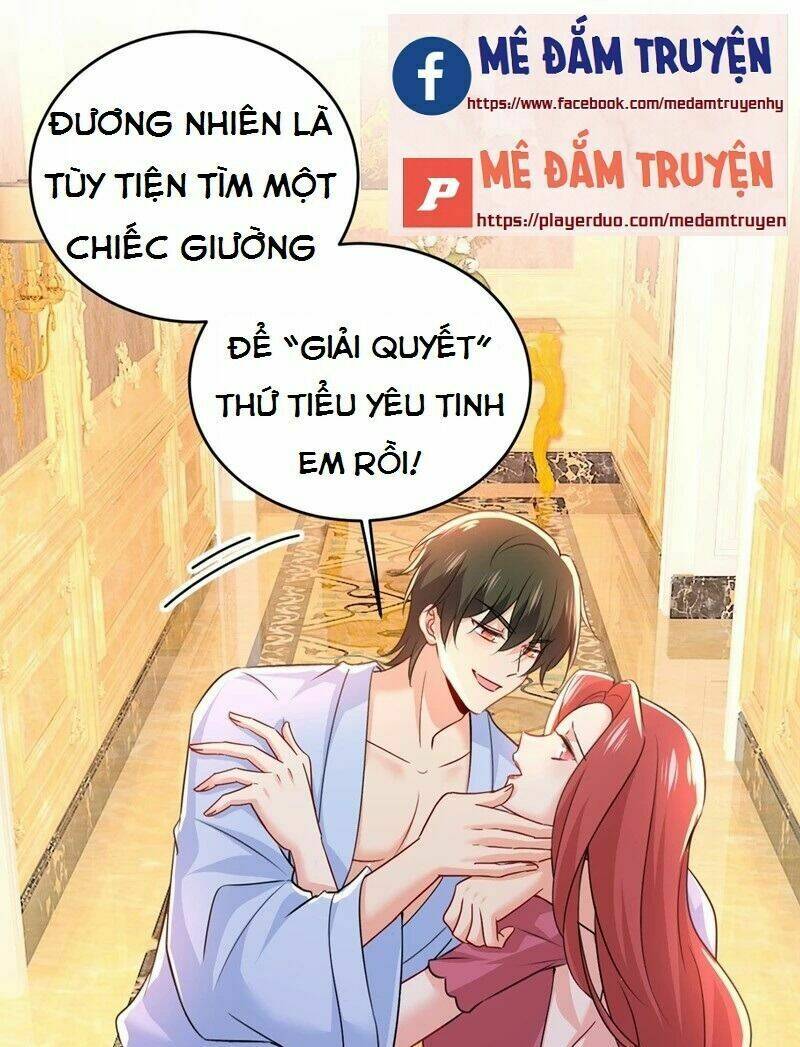 MÊ ĐẮM TRUYỆN
https://www.facebook.com/medamtruyenhy
P
MÊ ĐẮM TRUYỆN
https://playerduo.com/medamtruyen
ĐƯƠNG NHIÊN LÀ
TÙY TIỆN TÌM MỘT
CHIẾC GIƯỜNG
ĐỂ “GIẢI QUYẾT”
THỨ TIỂU YÊU TINH
EM RỒI!